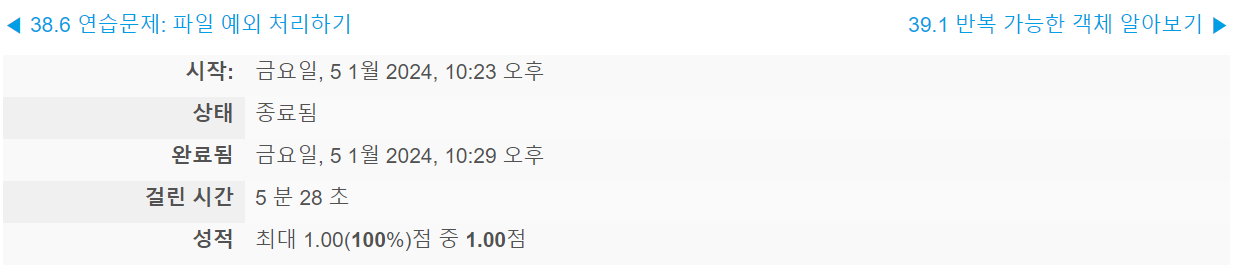 ◀ 38.6 연습문제: 파일 예외 처리하기 39.1 반복 가능한 객체 알아보기 ▶
시작: 금요일, 5 1월 2024, 10:23 오후
상태 종료됨
완료됨 금요일, 5 1월 2024, 10:29 오후
걸린 시간 5 분 28 초
성적 최대 1.00(100%)점 중 1.00점